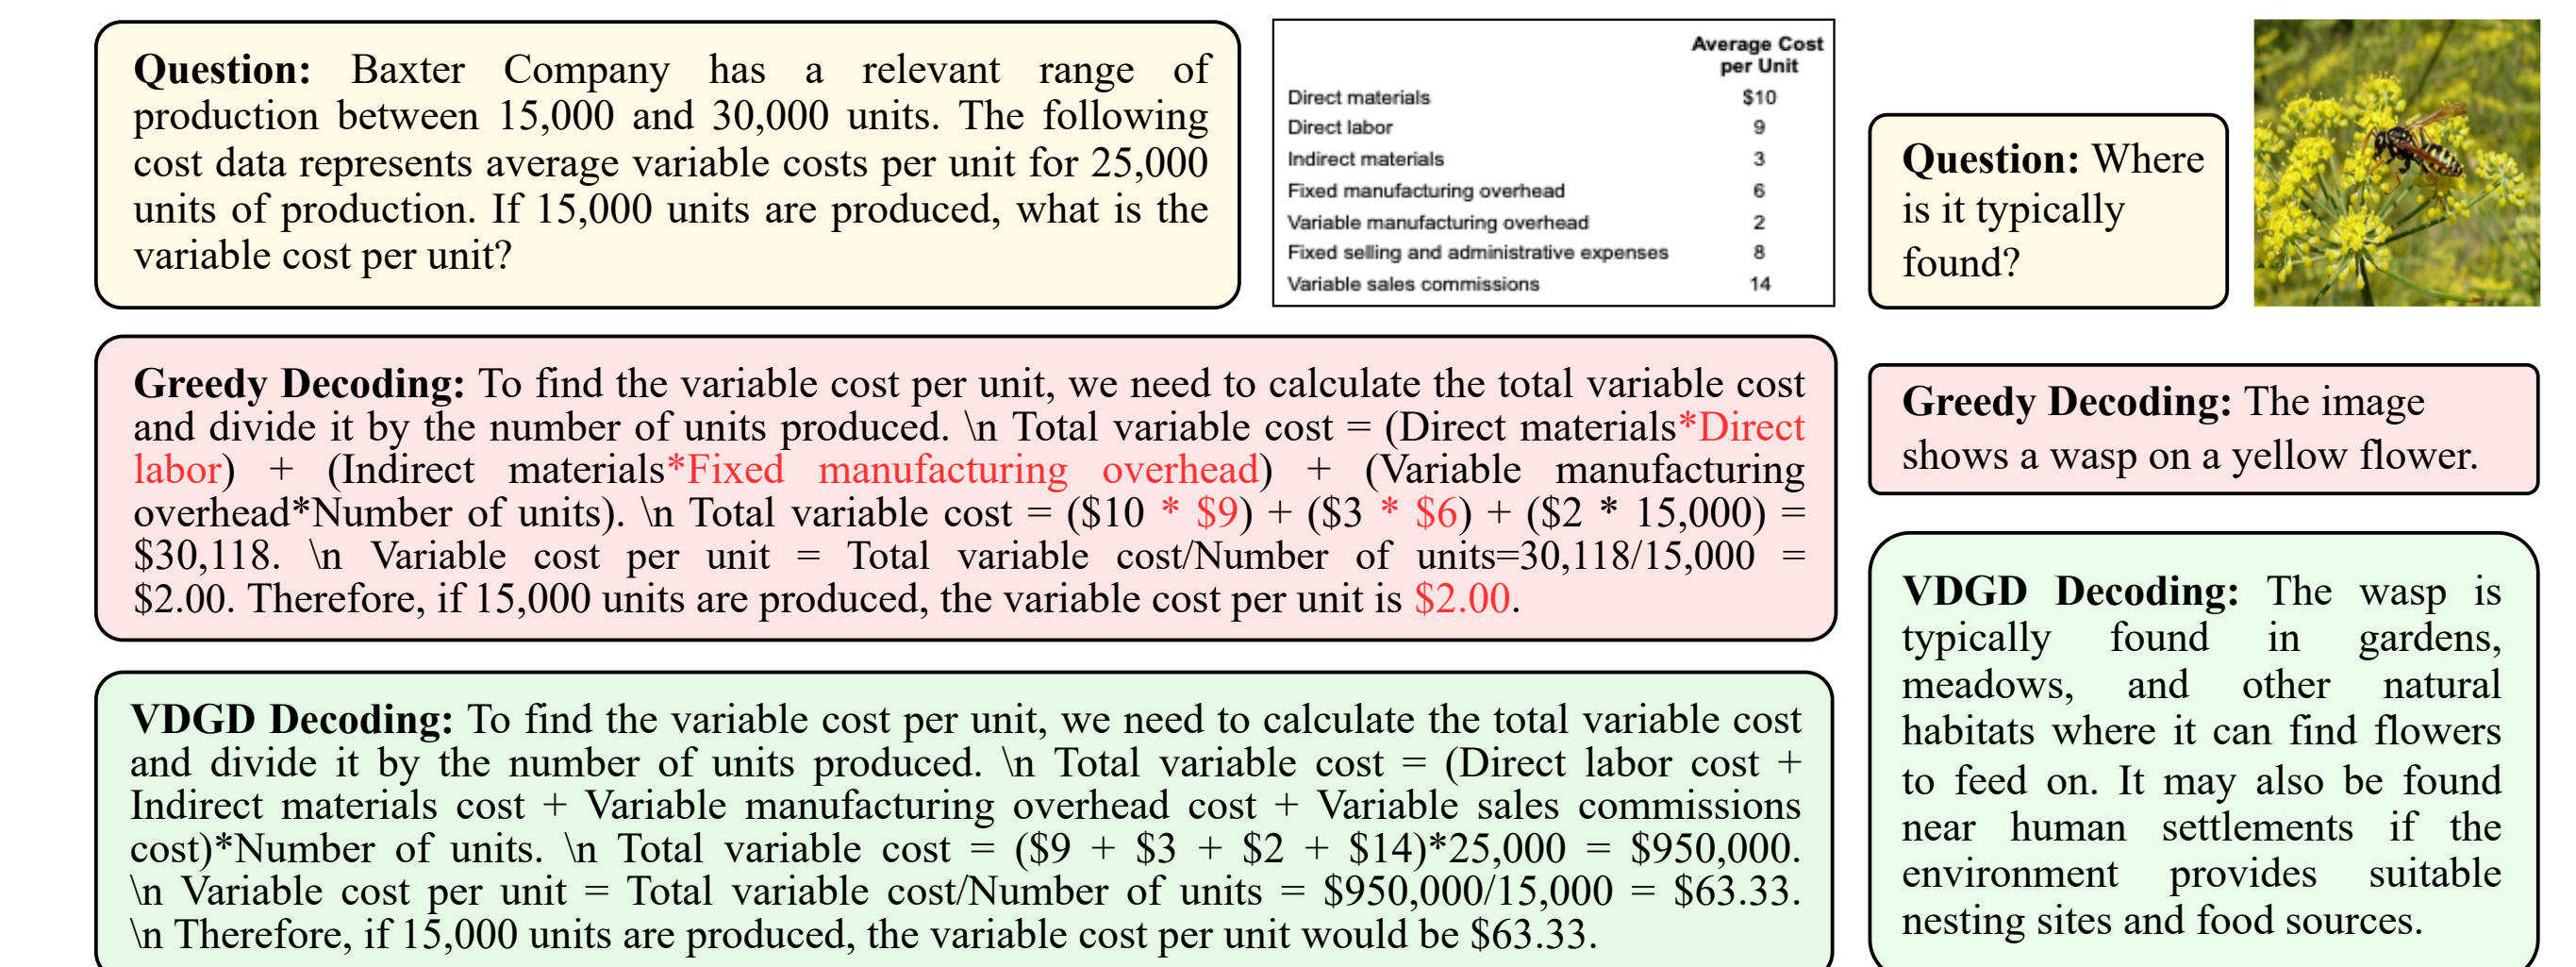 Question: Baxter Company has a relevant range of
production between 15,000 and 30,000 units. The following
cost data represents average variable costs per unit for 25,000
units of production. If 15,000 units are produced, what is the
variable cost per unit?
Average Cost
per Unit
Direct materials $10
Direct labor 9
Indirect materials 3
Fixed manufacturing overhead 6
Variable manufacturing overhead 2
Fixed selling and administrative expenses 8
Variable sales commissions 14
Greedy Decoding: To find the variable cost per unit, we need to calculate the total variable cost
and divide it by the number of units produced. \n Total variable cost = (Direct materials*Direct
labor) + (Indirect materials*Fixed manufacturing overhead) + (Variable manufacturing
overhead*Number of units). \n Total variable cost = ($10 * $9) + ($3 * $6) + ($2 * 15,000) =
$30,118. \n Variable cost per unit = Total variable cost/Number of units=30,118/15,000 =
$2.00. Therefore, if 15,000 units are produced, the variable cost per unit is $2.00.
VDGD Decoding: To find the variable cost per unit, we need to calculate the total variable cost
and divide it by the number of units produced. \n Total variable cost = (Direct labor cost +
Indirect materials cost + Variable manufacturing overhead cost + Variable sales commissions
cost)*Number of units. \n Total variable cost = ($9 + $3 + $2 + $14)*25,000 = $950,000.
\n Variable cost per unit = Total variable cost/Number of units = $950,000/15,000 = $63.33.
\n Therefore, if 15,000 units are produced, the variable cost per unit would be $63.33.
Question: Where
is it typically
found?
Greedy Decoding: The image
shows a wasp on a yellow flower.
VDGD Decoding: The wasp is
typically found in gardens,
meadows, and other natural
habitats where it can find flowers
to feed on. It may also be found
near human settlements if the
environment provides suitable
nesting sites and food sources.